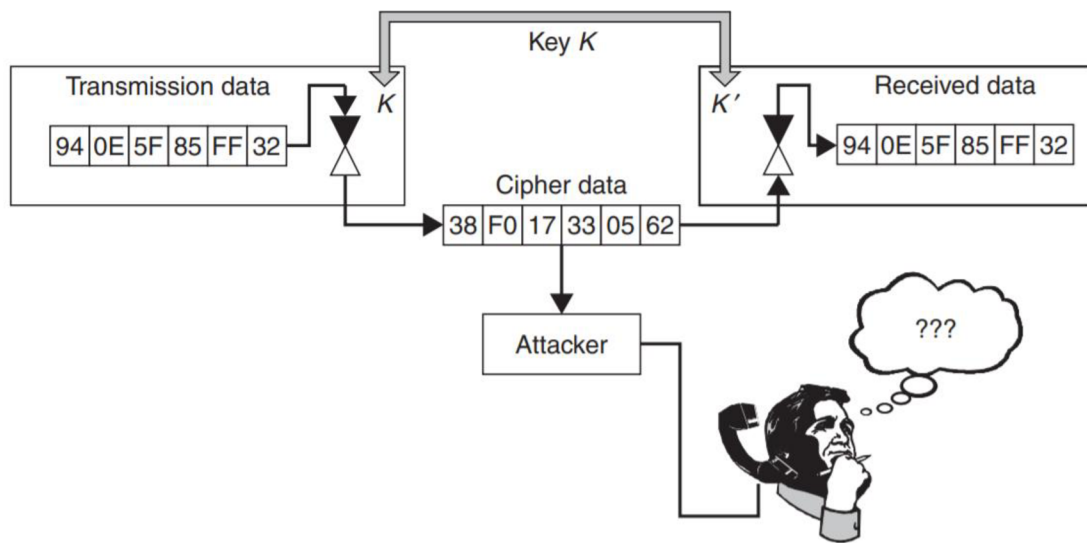 Key K
Transmission data
K
K′
Received data
94 0E 5F 85 FF 32
94 0E 5F 85 FF 32
Cipher data
38 F0 17 33 05 62
Attacker
???